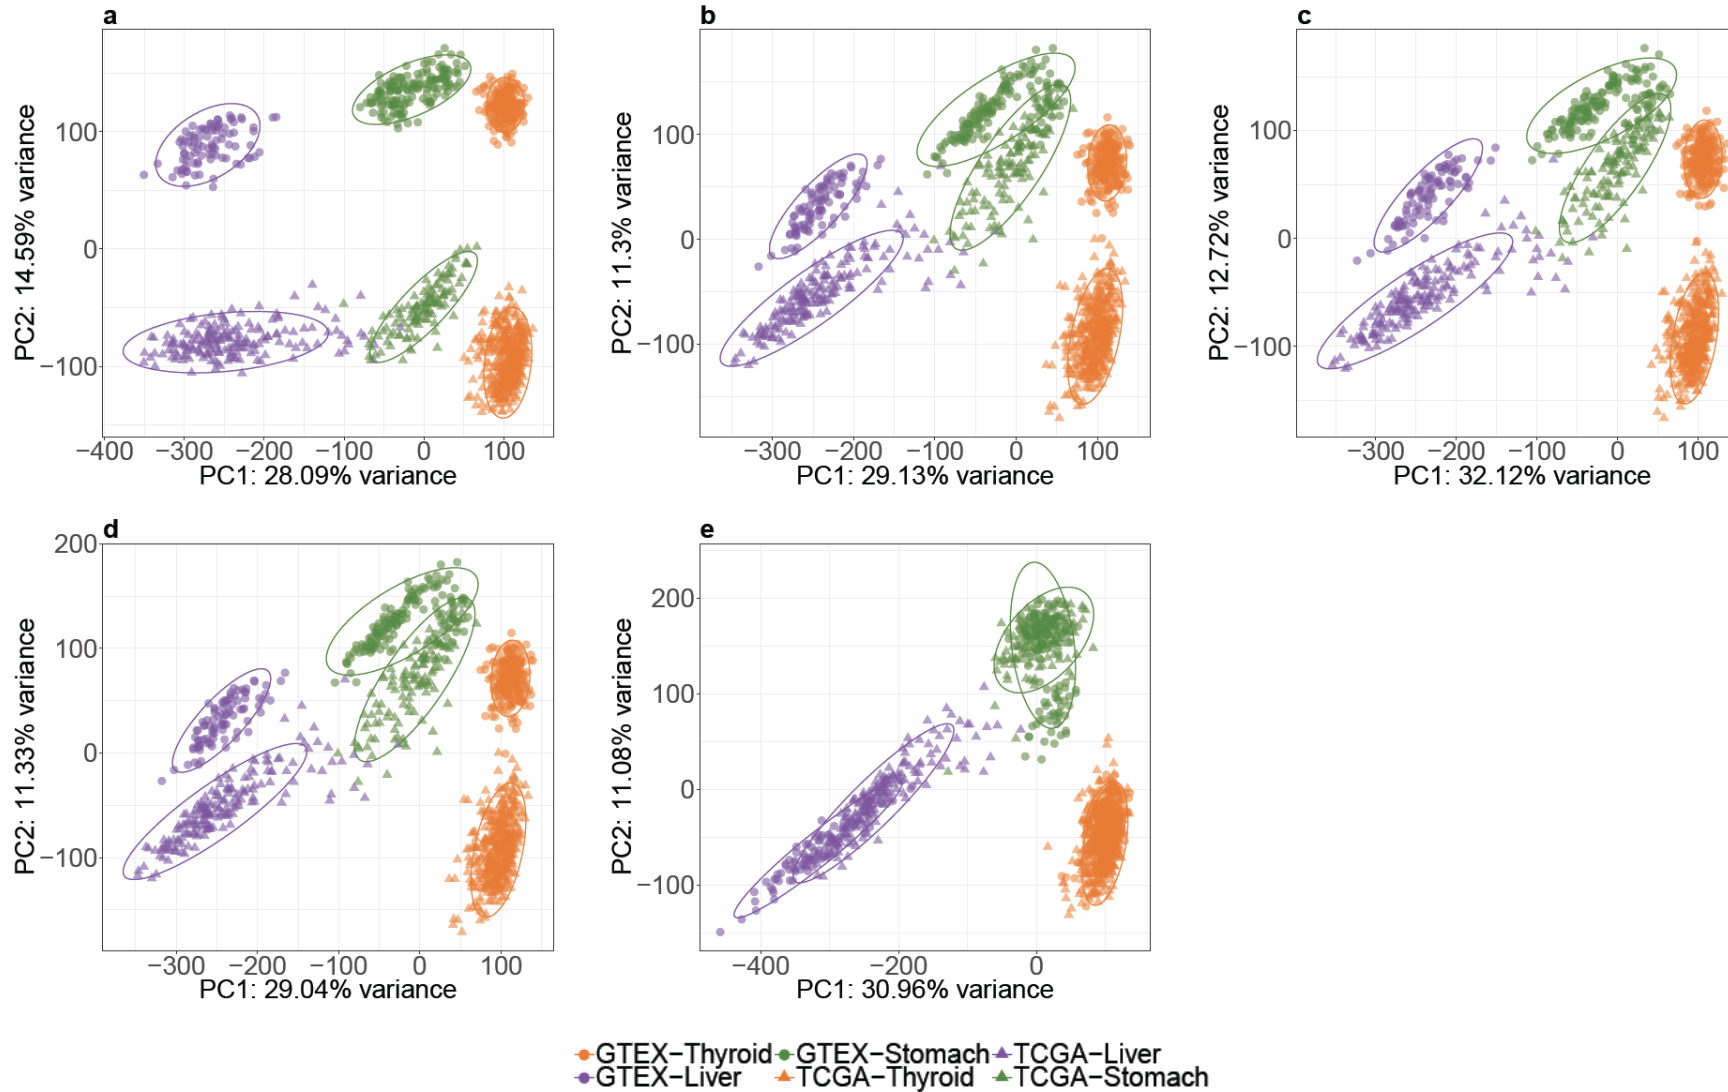 a
b
c
PC2: 14.59% variance
100
0
−100
−400 −300 −200 −100 0 100
PC1: 28.09% variance
PC2: 11.3% variance
100
0
−100
−300 −200 −100 0 100
PC1: 29.13% variance
PC2: 12.72% variance
100
0
−100
−300 −200 −100 0 100
PC1: 32.12% variance
d
e
PC2: 11.33% variance
200
100
0
−100
−300 −200 −100 0 100
PC1: 29.04% variance
PC2: 11.08% variance
200
100
0
−100
−400 −200 0
PC1: 30.96% variance
GTEX−Thyroid GTEX−Stomach TCGA−Liver
GTEX−Liver TCGA−Thyroid TCGA−Stomach